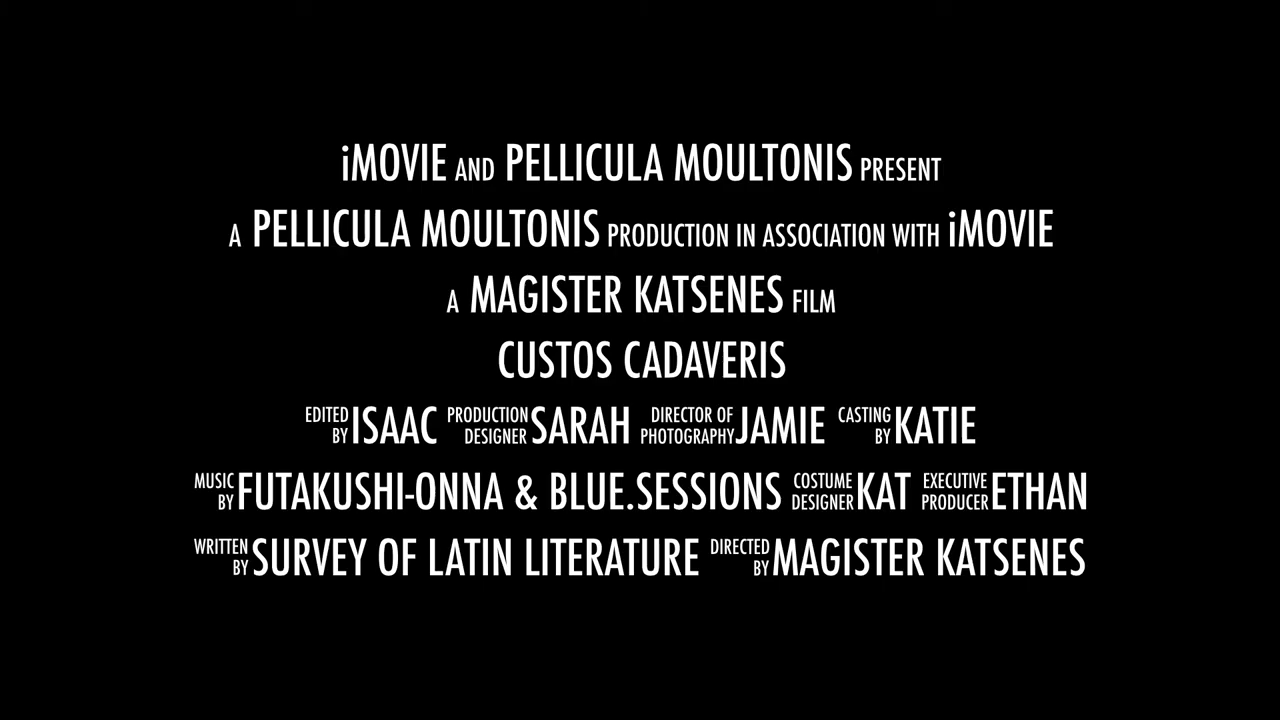 iMOVIE AND PELLICULA MOULTONIS PRESENT
A PELLICULA MOULTONIS PRODUCTION IN ASSOCIATION WITH iMOVIE
A MAGISTER KATSENES FILM
CUSTOS CADAVERIS
EDITED BY ISAAC PRODUCTION DESIGNER SARAH DIRECTOR OF PHOTOGRAPHY JAMIE CASTING BY KATIE
MUSIC BY FUTAKUSHI-ONNA & BLUE.SESSIONS COSTUME DESIGNER KAT EXECUTIVE PRODUCER ETHAN
WRITTEN BY SURVEY OF LATIN LITERATURE DIRECTED BY MAGISTER KATSENES